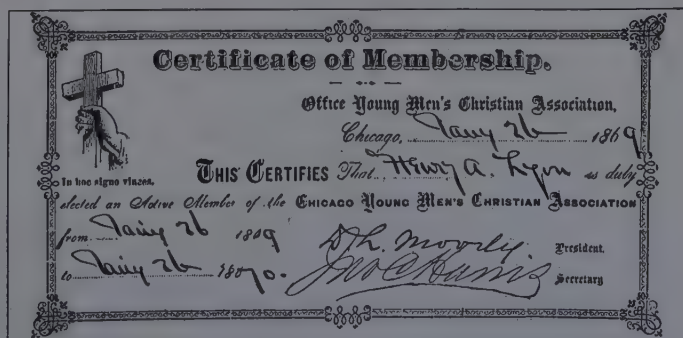 Certificate of Membership.
Office Young Men's Christian Association,
Chicago, Jany 26 1869
In hoc signo vinces.
THIS CERTIFIES That Henry A. Lyon is duly
elected an Active Member of the CHICAGO YOUNG MEN'S CHRISTIAN ASSOCIATION
from Jany 26 1869
D. L. Moody President.
to Jany 26 1870.
Jno C Harris Secretary